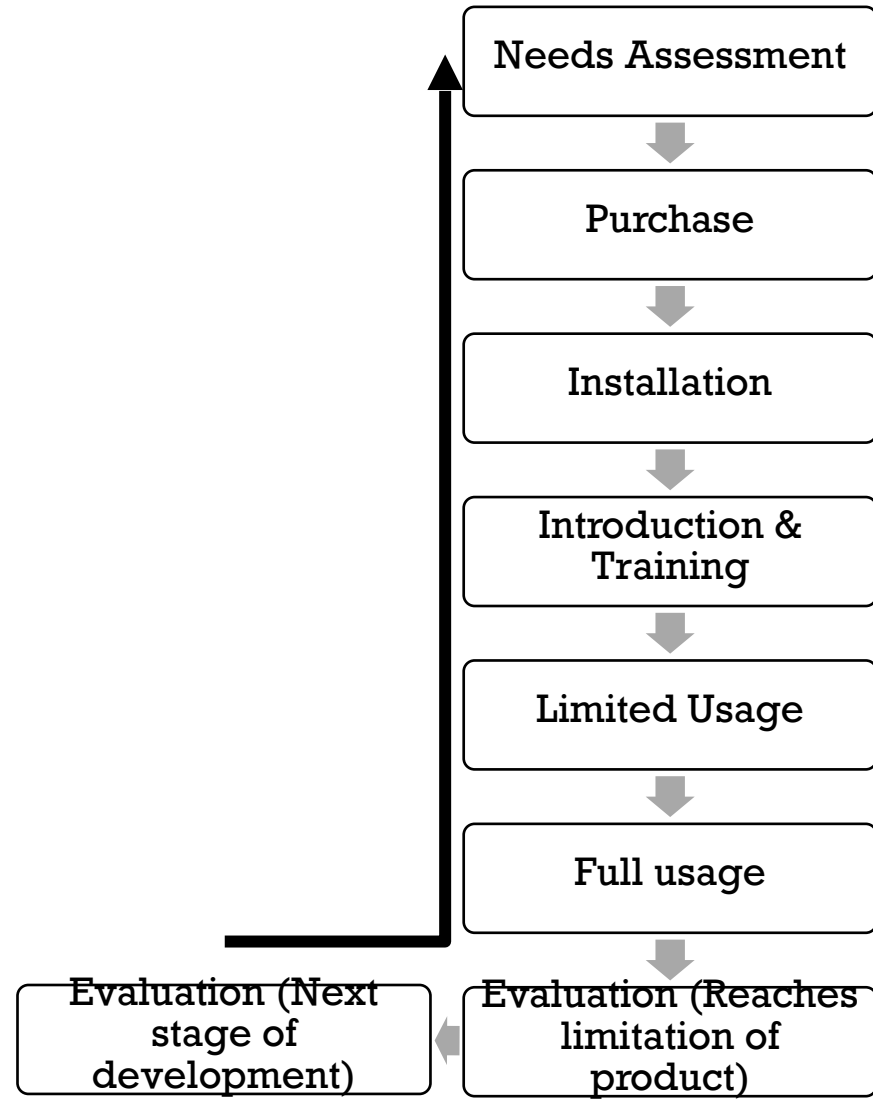 Needs Assessment
Purchase
Installation
Introduction &
Training
Limited Usage
Full usage
Evaluation (Reaches
limitation of
product)
Evaluation (Next
stage of
development)